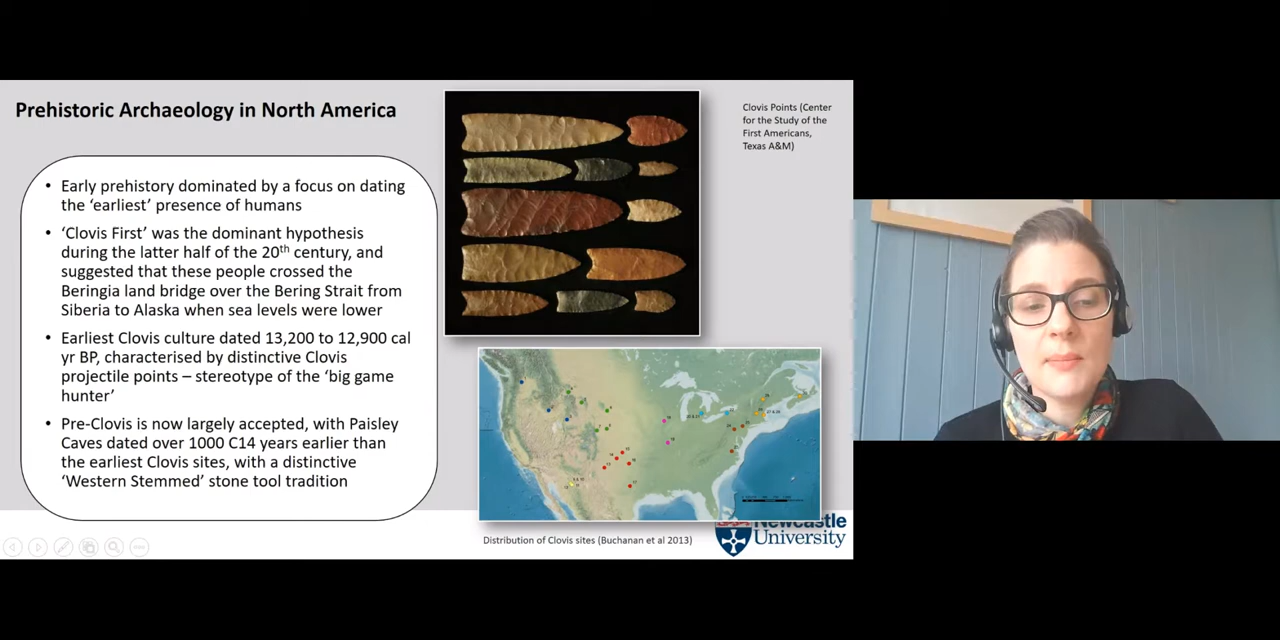 Prehistoric Archaeology in North America
• Early prehistory dominated by a focus on dating
the ‘earliest’ presence of humans
• ‘Clovis First’ was the dominant hypothesis
during the latter half of the 20th century, and
suggested that these people crossed the
Beringia land bridge over the Bering Strait from
Siberia to Alaska when sea levels were lower
• Earliest Clovis culture dated 13,200 to 12,900 cal
yr BP, characterised by distinctive Clovis
projectile points – stereotype of the ‘big game
hunter’
• Pre-Clovis is now largely accepted, with Paisley
Caves dated over 1000 C14 years earlier than
the earliest Clovis sites, with a distinctive
‘Western Stemmed’ stone tool tradition
Clovis Points (Center
for the Study of the
First Americans,
Texas A&M)
Distribution of Clovis sites (Buchanan et al 2013)
Newcastle
University